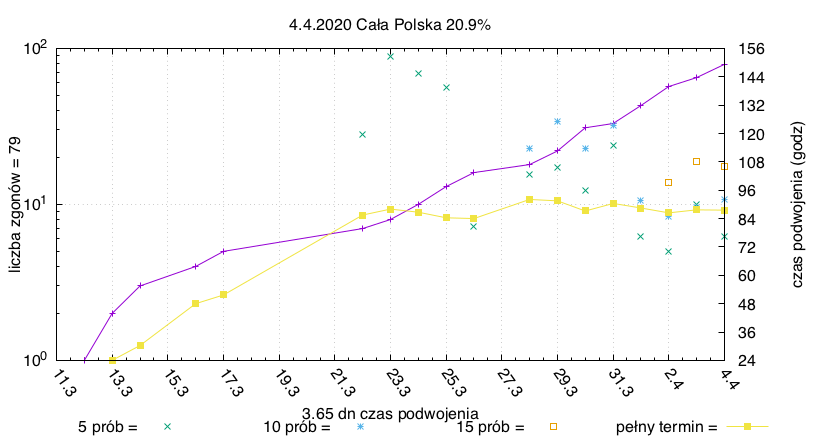 4.4.2020 Cała Polska 20.9%
10² 156
144
132
120
108
10¹ 96
84
72
60
48
36
10⁰ 24
liczba zgonów = 79
czas podwojenia (godz)
11.3 13.3 15.3 17.3 19.3 21.3 23.3 25.3 27.3 29.3 31.3 2.4 4.4
3.65 dn czas podwojenia
5 prób = 10 prób = 15 prób = pełny termin =